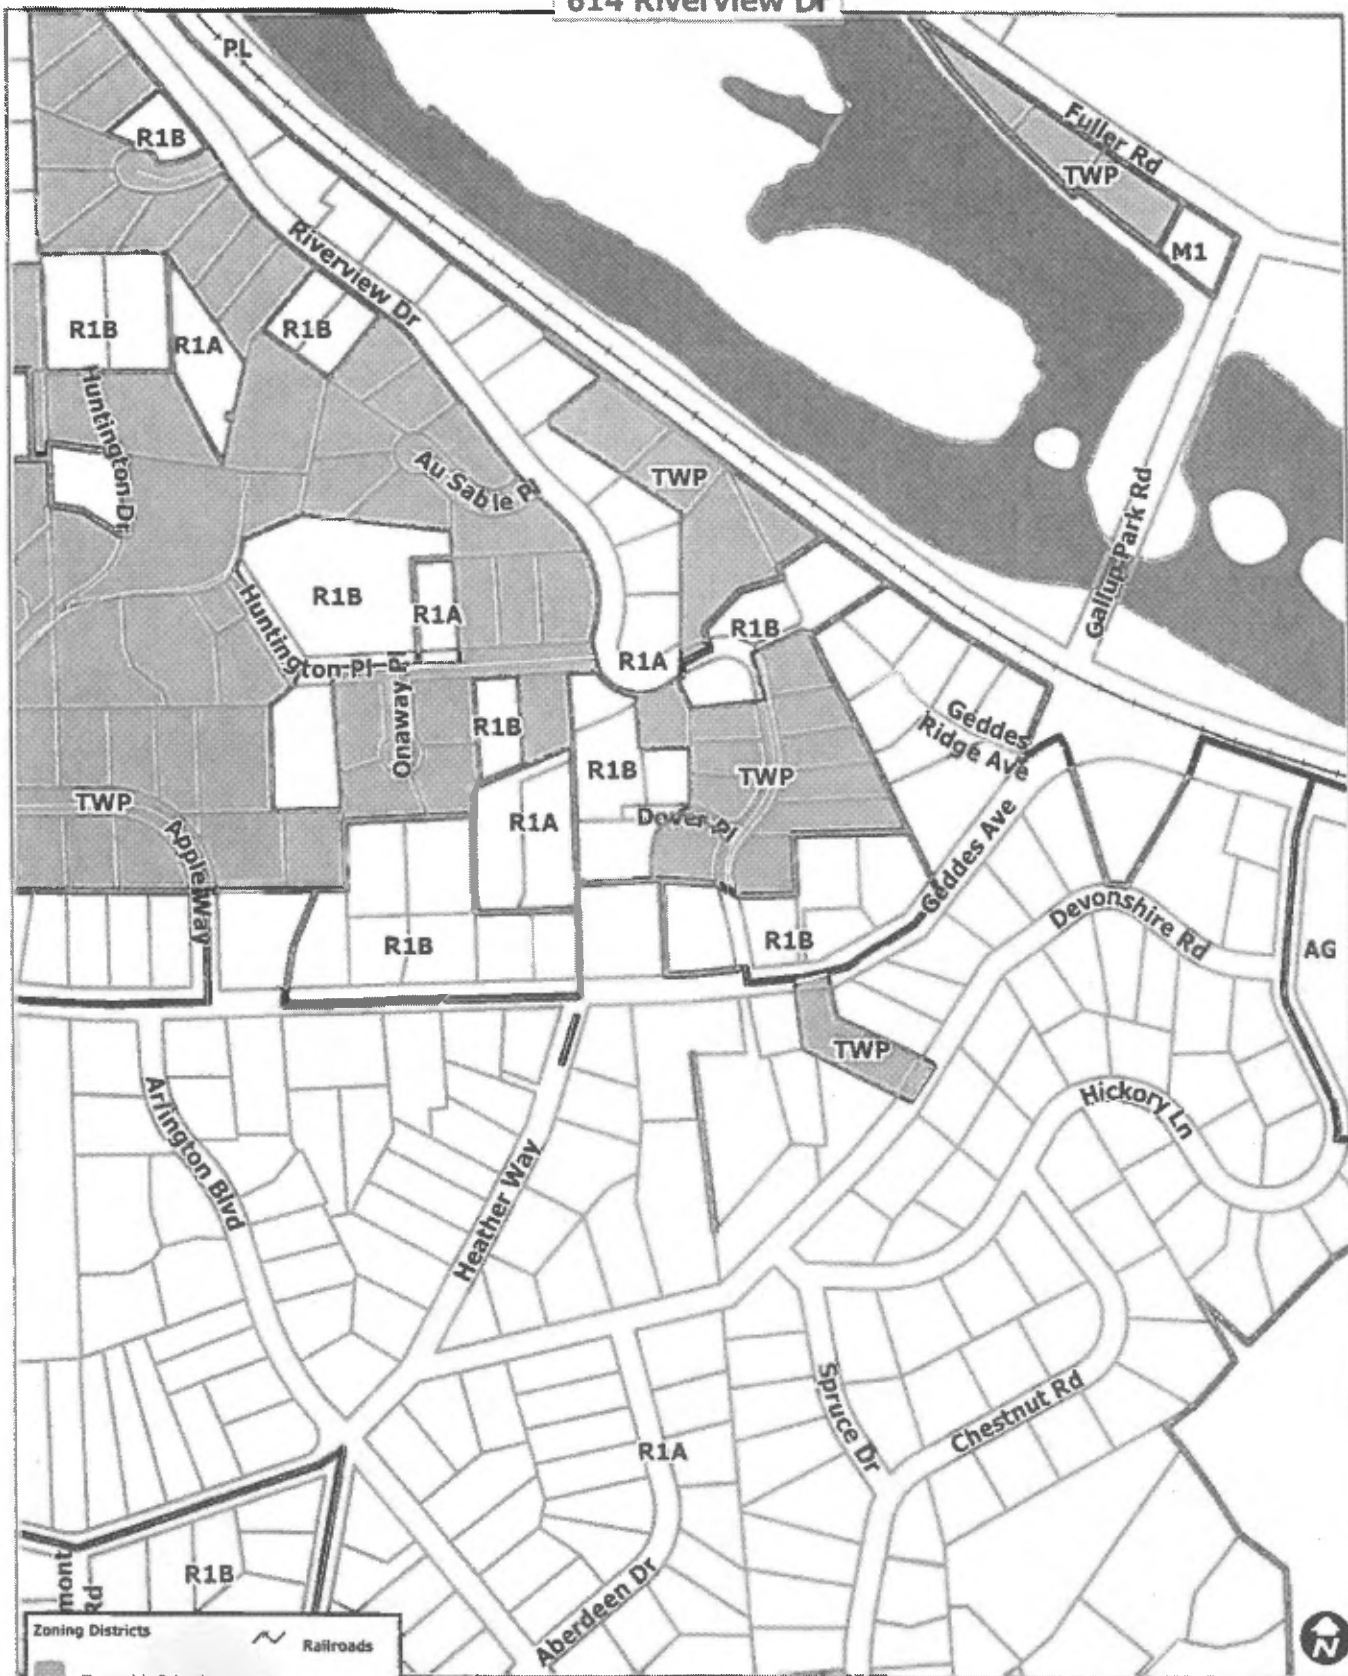 614 Riverview Dr
PL
R1B
Fuller Rd
TWP
M1
Riverview Dr
R1B
R1A
R1B
Huntington Dr
Au Sable Pl
TWP
Gallup Park Rd
R1B
R1A
R1B
Huntington Pl
R1A
Onaway Pl
R1B
Geddes
Ridge Ave
R1B
TWP
TWP
R1A
Dover Pl
Apple Way
Geddes Ave
Devonshire Rd
R1B
R1B
AG
TWP
Arlington Blvd
Hickory Ln
Heather Way
Spruce Dr
Chestnut Rd
R1A
mont
Rd
R1B
Aberdeen Dr
Zoning Districts
Railroads
N